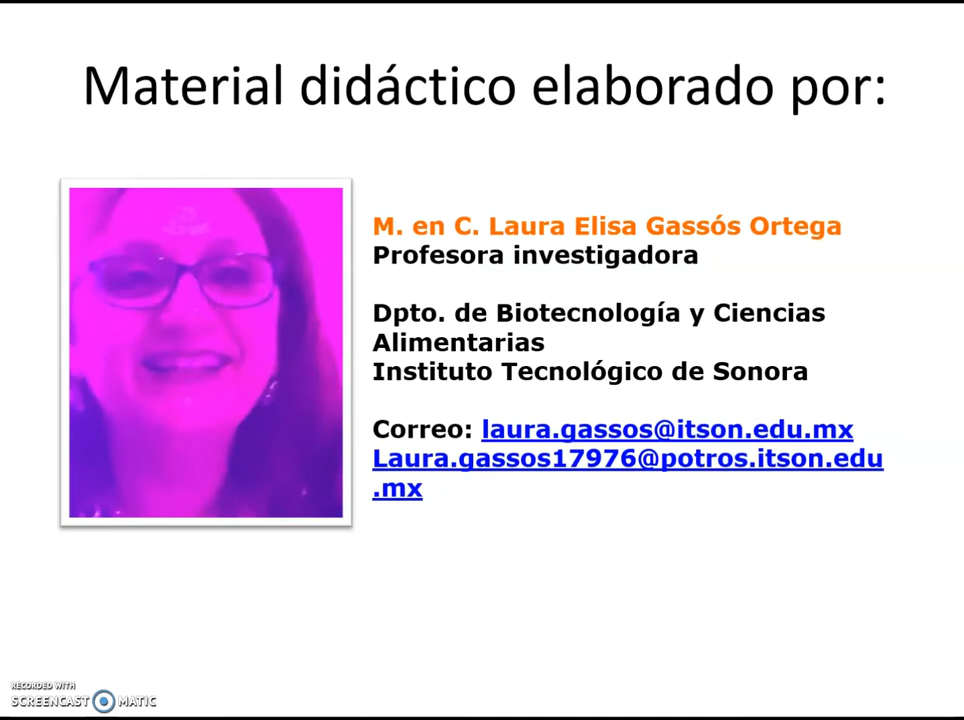 Material didáctico elaborado por:
M. en C. Laura Elisa Gassós Ortega
Profesora investigadora
Dpto. de Biotecnología y Ciencias
Alimentarias
Instituto Tecnológico de Sonora
Correo: laura.gassos@itson.edu.mx
Laura.gassos17976@potros.itson.edu
.mx
RECORDED WITH
SCREENCAST MATIC